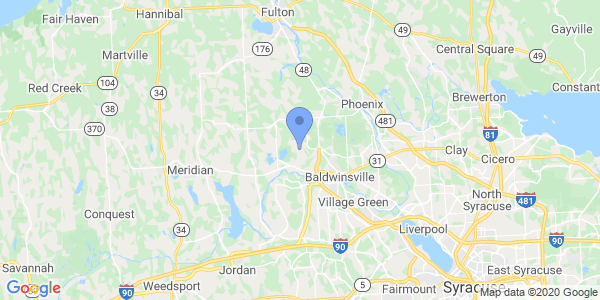 Fair Haven
Hannibal
Fulton
Gayville
Martville
176
49
Central Square
49
48
Red Creek
104
34
Constant
Brewerton
38
Phoenix
481
370
81
Clay
Cicero
31
Meridian
Baldwinsville
North
Syracuse
481
Village Green
Conquest
34
Liverpool
90
90
Savannah
Jordan
East Syracuse
90
Weedsport
5
Fairmount
Syracuse
Google
Map data ©2020 Google